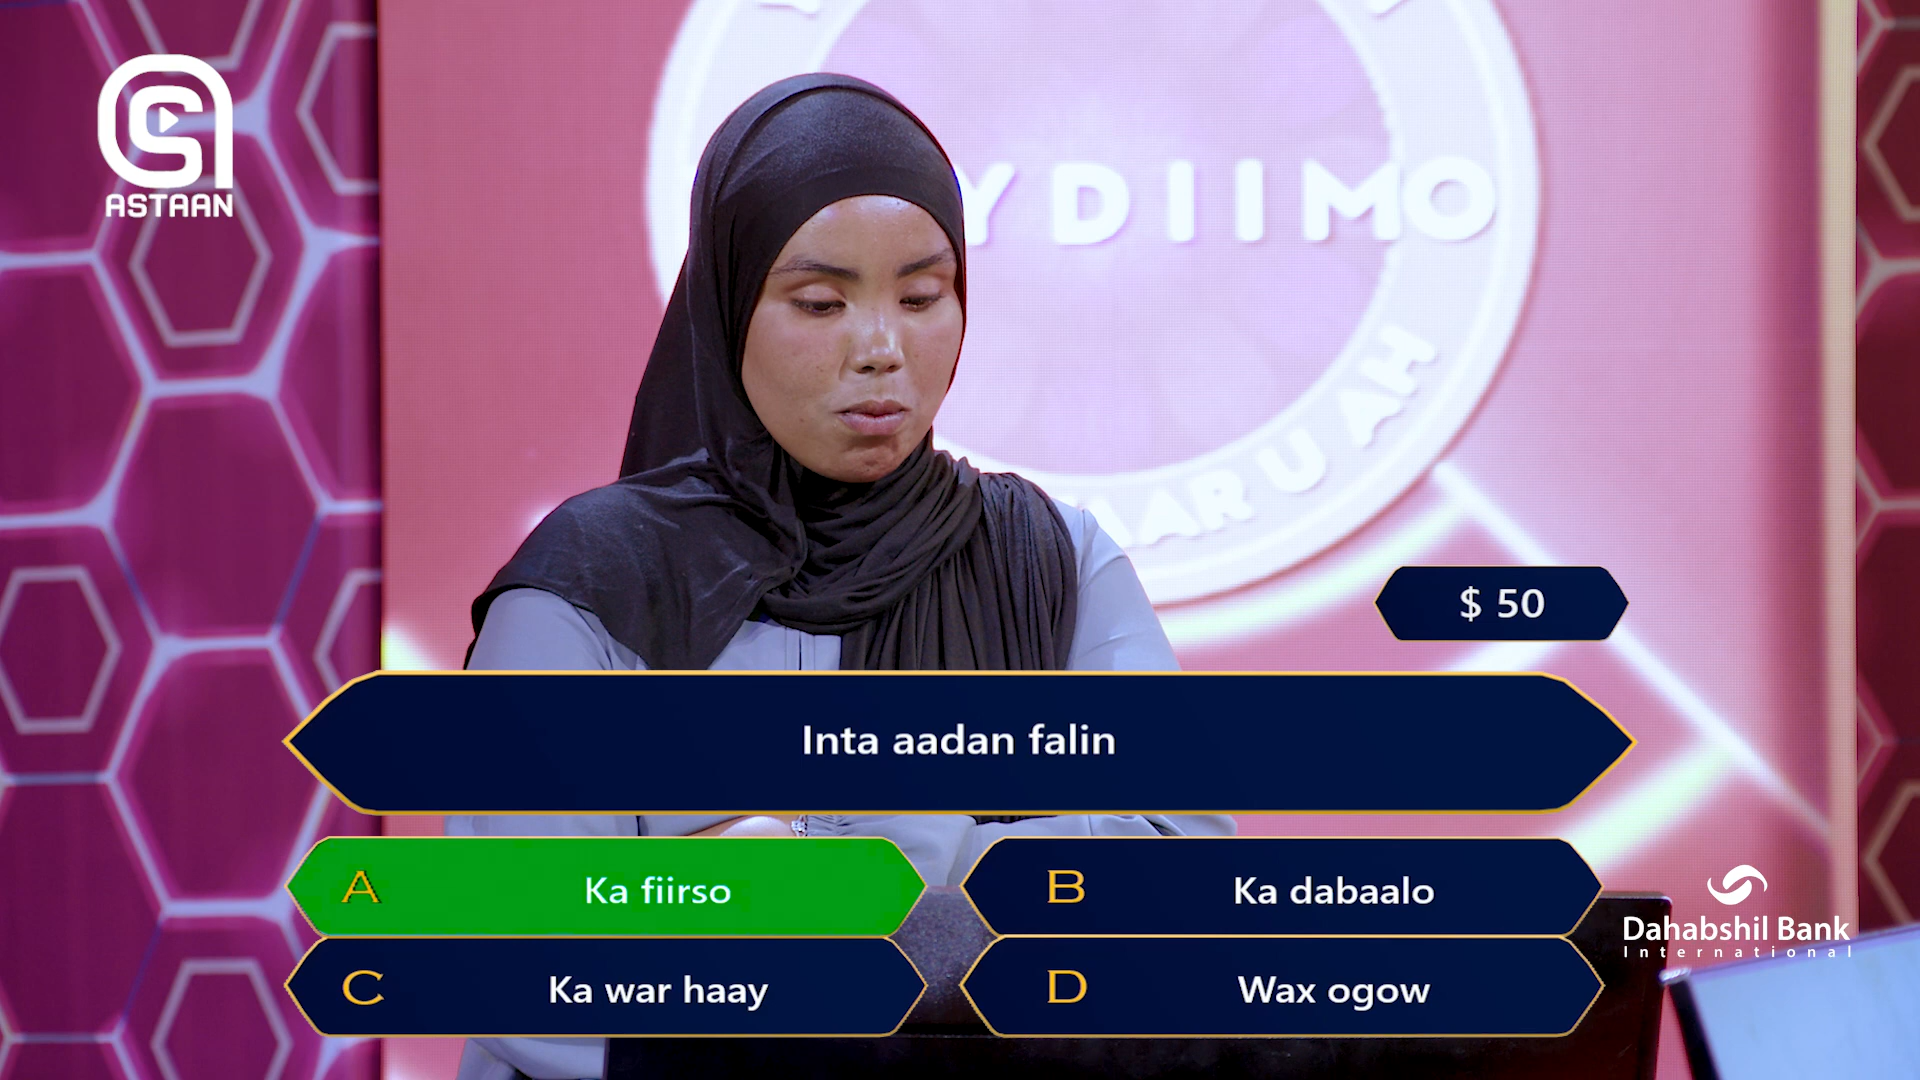 ASTAAN
YDIIMO
AAR U AH
$ 50
Inta aadan falin
A Ka fiirso
B Ka dabaalo
C Ka war haay
D Wax ogow
Dahabshil Bank
International